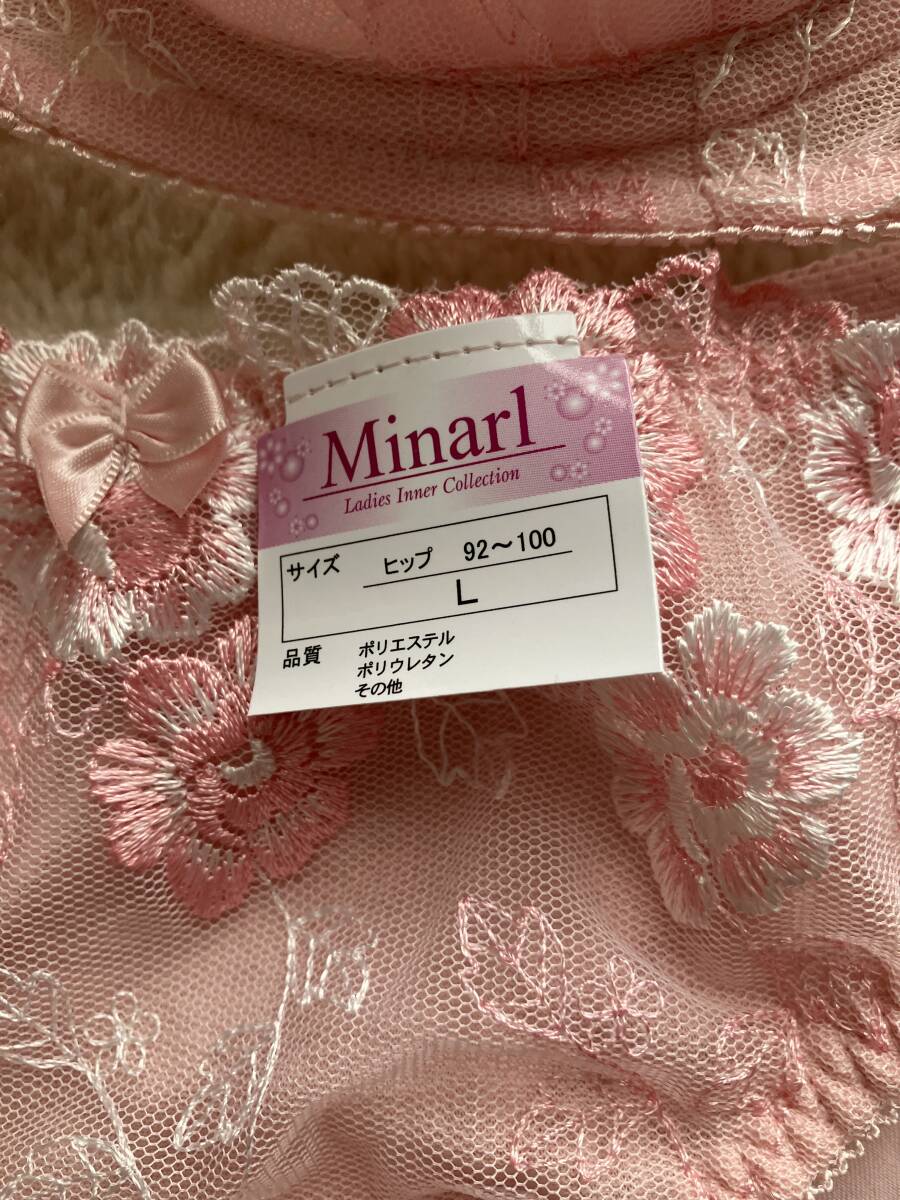 Minarl
Ladies Inner Collection
サイズ ヒップ 92～100
L
品質 ポリエステル
ポリウレタン
その他